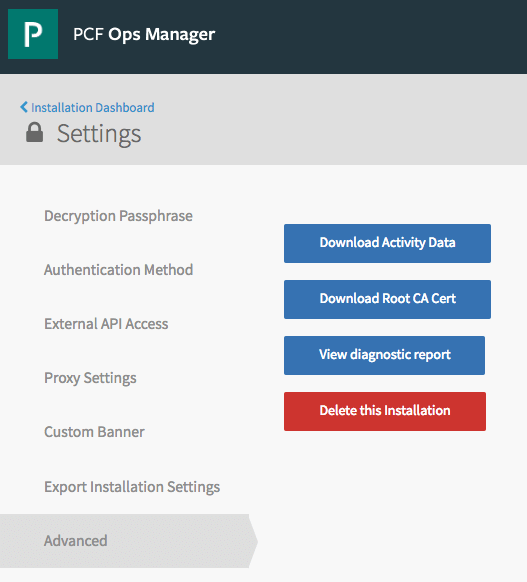 P PCF Ops Manager
Installation Dashboard
Settings
Decryption Passphrase
Authentication Method
External API Access
Proxy Settings
Custom Banner
Export Installation Settings
Advanced
Download Activity Data
Download Root CA Cert
View diagnostic report
Delete this Installation